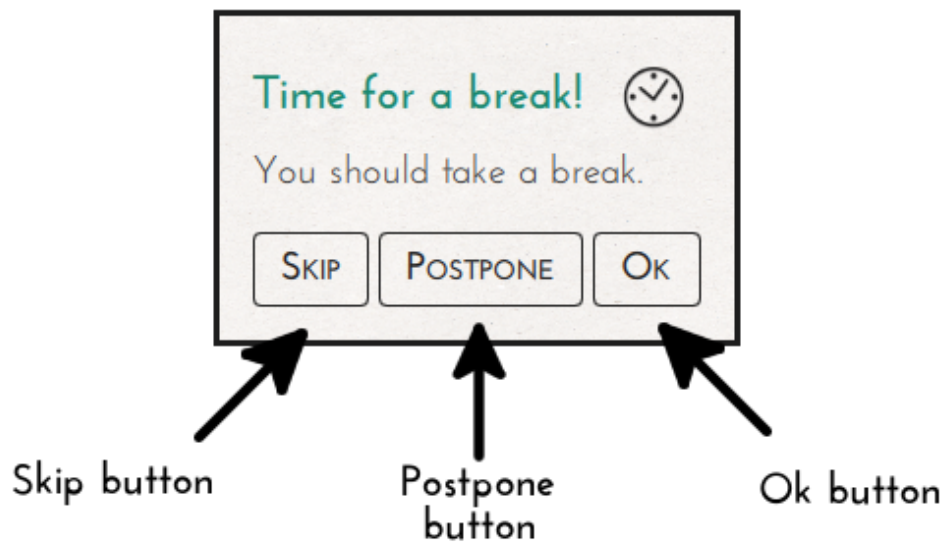 Time for a break!
You should take a break.
SKIP POSTPONE OK
Skip button
Postpone
button
Ok button